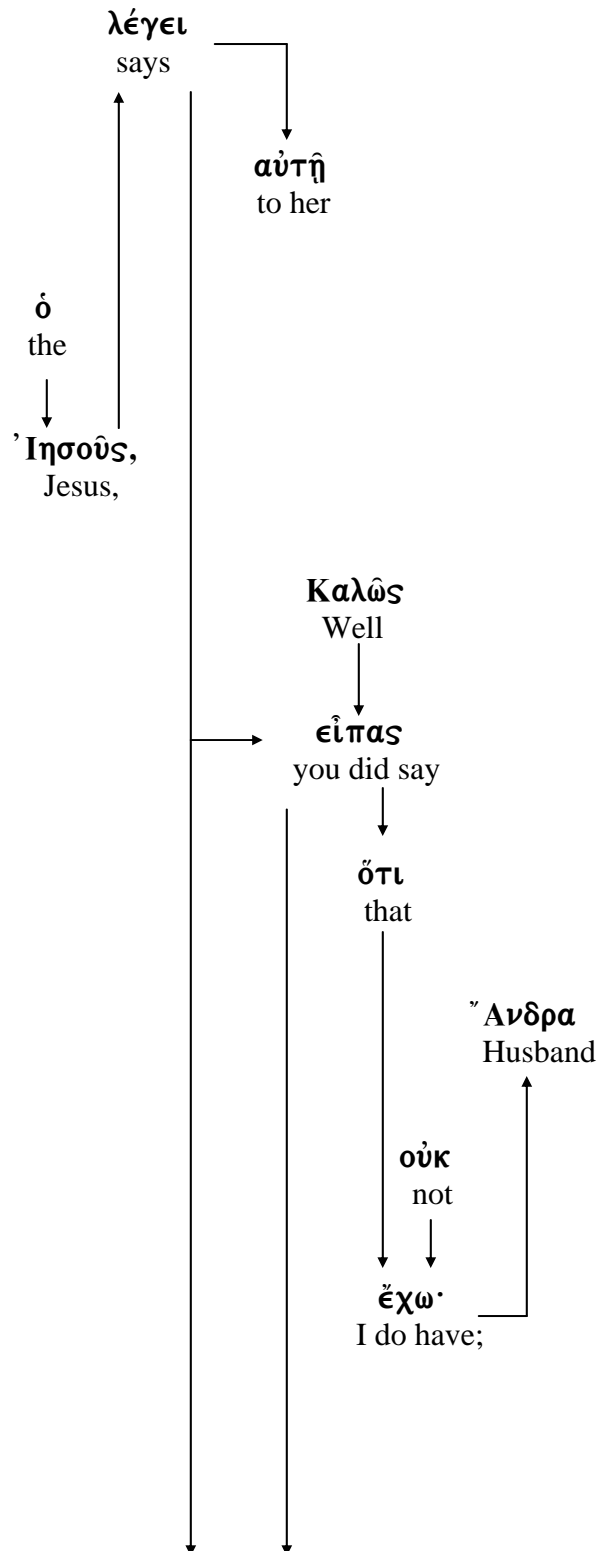 λέγει
says
αὐτῇ
to her
ὁ
the
Ἰησοῦς,
Jesus,
Καλῶς
Well
εἶπας
you did say
ὅτι
that
Ἄνδρα
Husband
οὐκ
not
ἔχω·
I do have;